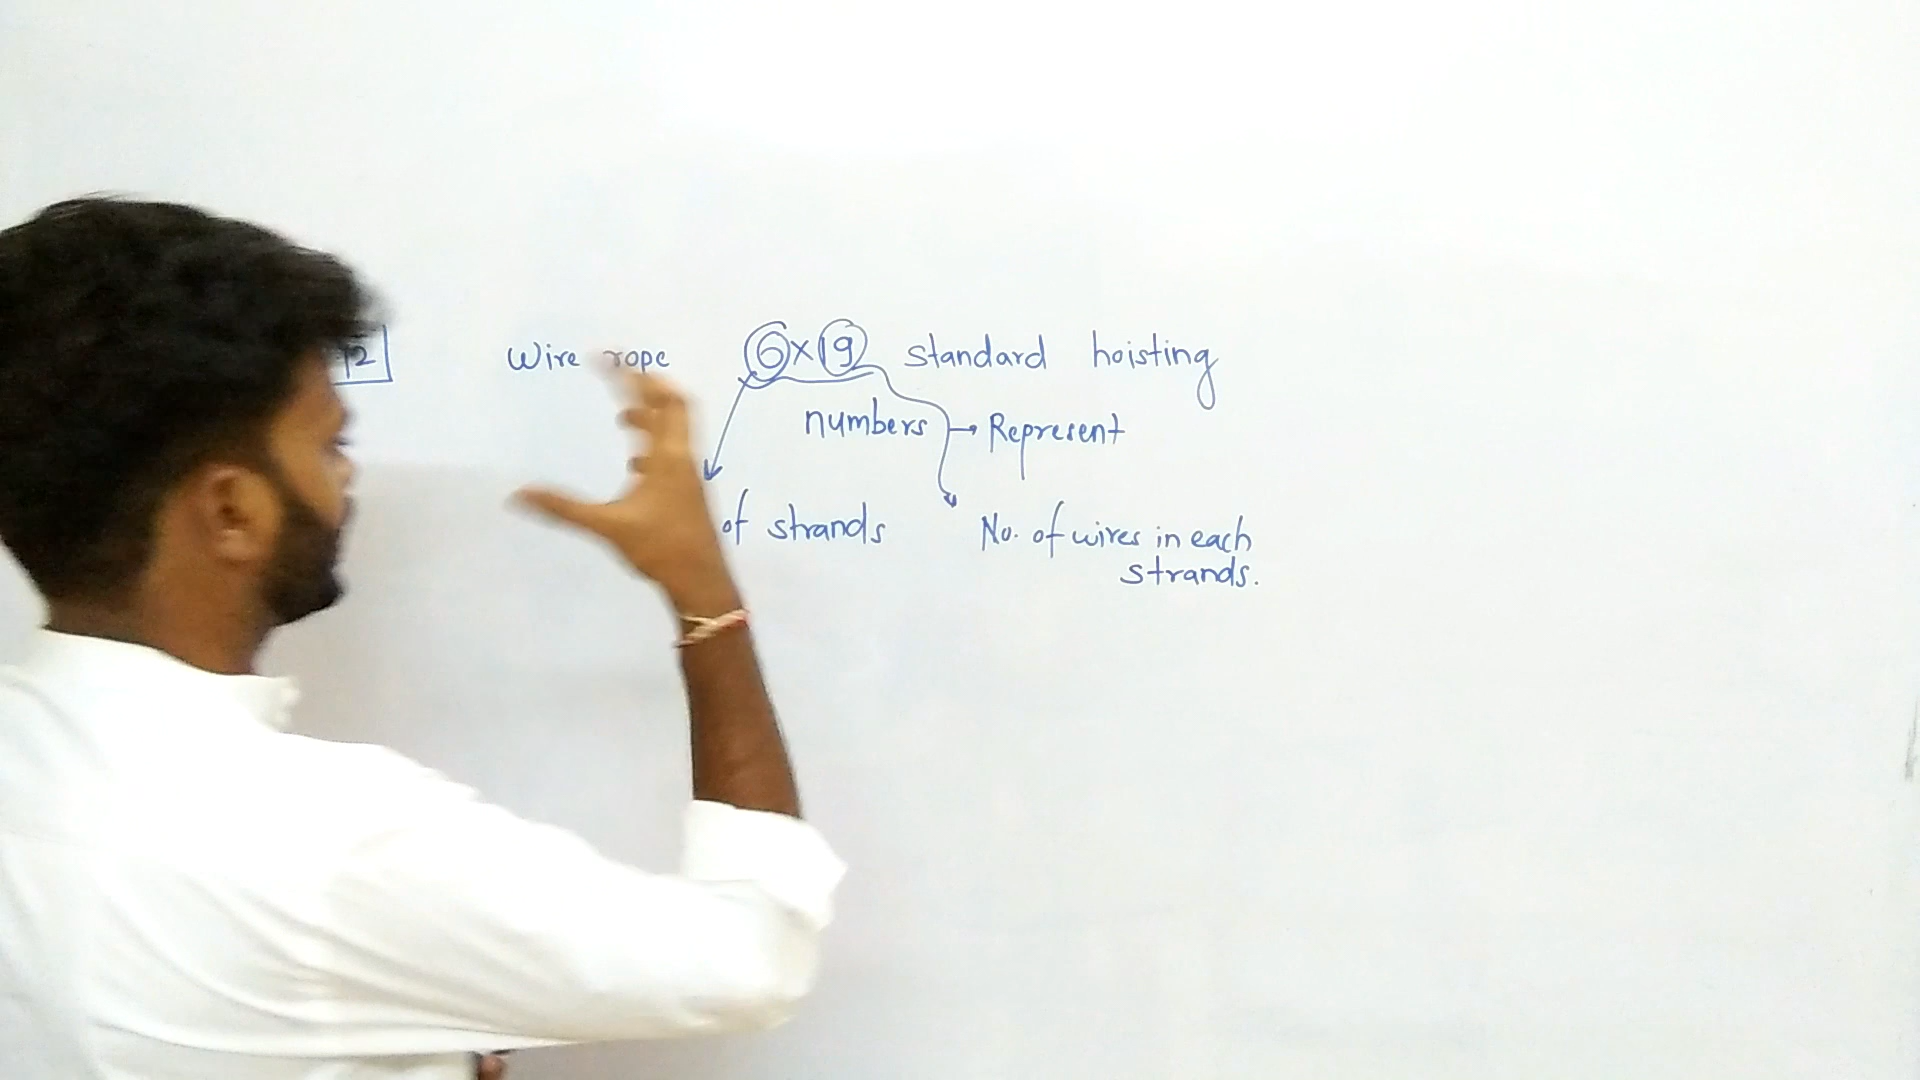 12 Wire rope 6×19 standard hoisting
numbers → Represent
of strands No. of wires in each
strands.